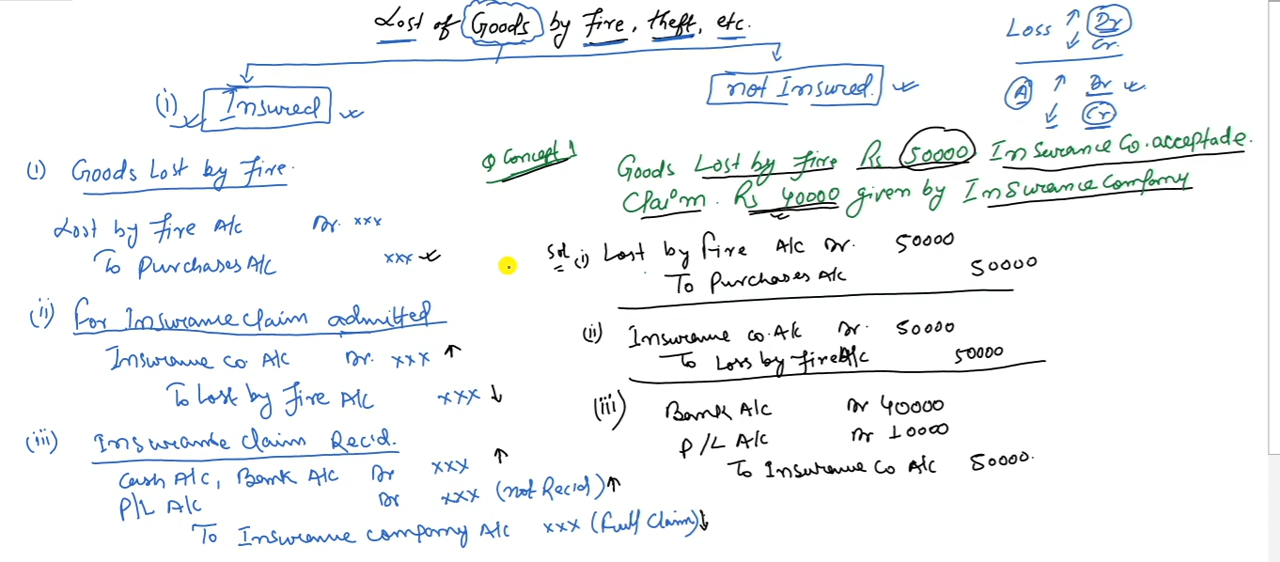 Lost of Goods by Fire, theft, etc.
(i) Insured
not Insured.
Loss ↑ Dr
↓ Cr.
A ↑ Dr
↓ Cr
(1) Goods Lost by Fire.
Lost by Fire A/c Dr. xxx
To Purchases A/c xxx
(ii) For Insurance claim admitted
Insurance co A/c Dr. xxx ↑
To Lost by Fire A/c xxx ↓
(iii) Insurance claim Recd.
Cash A/c, Bank A/c Dr xxx ↑
P/L A/c Dr xxx (not Recd) ↑
To Insurance company A/c xxx (Full Claim) ↓
Q Concept 1
Goods Lost by fire Rs 50000 Insurance Co. acceptade.
Claim. Rs 40000 given by Insurance Company
Sol (i) Lost by fire A/c Dr. 50000
To Purchases A/c 50000
(ii) Insurance co. A/c Dr. 50000
To Loss by fire A/c 50000
(iii) Bank A/c Dr 40000
P/L A/c Dr 10000
To Insurance Co A/c 50000.